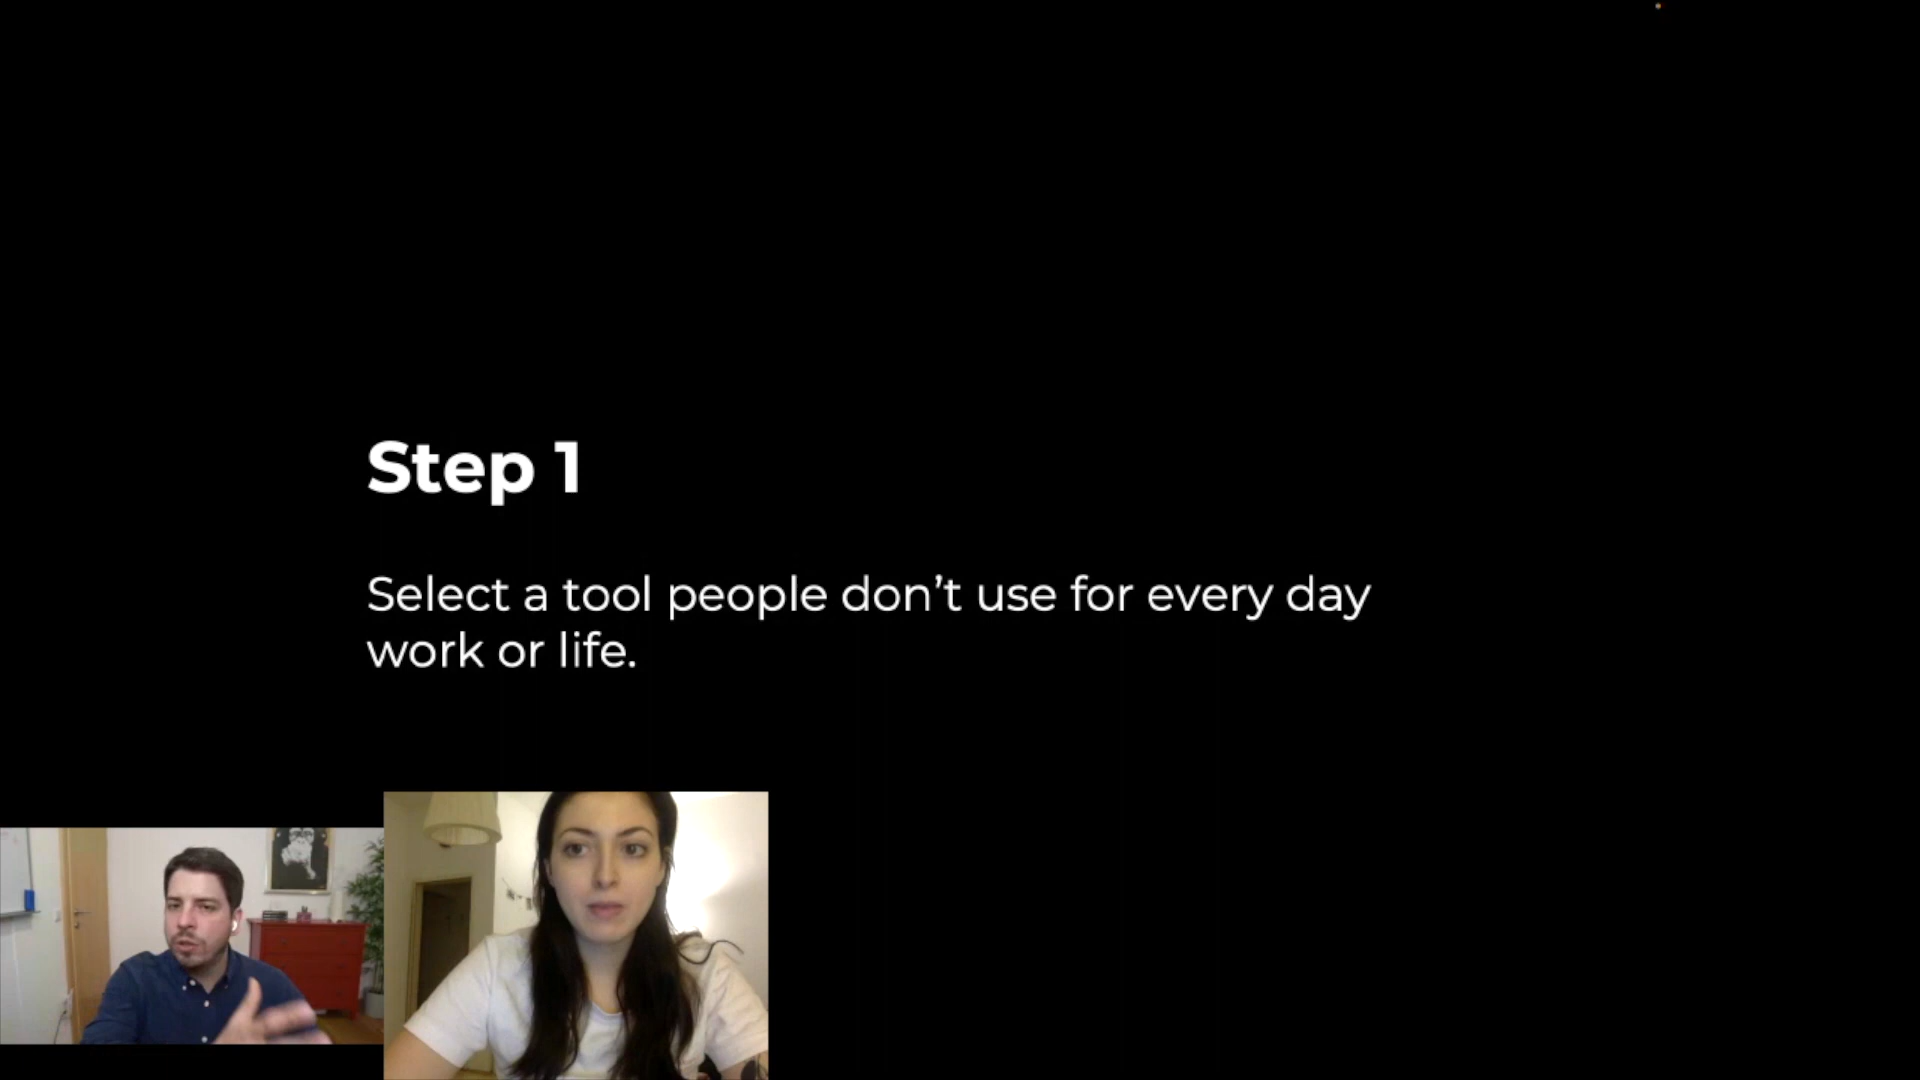 Step 1
Select a tool people don’t use for every day
work or life.